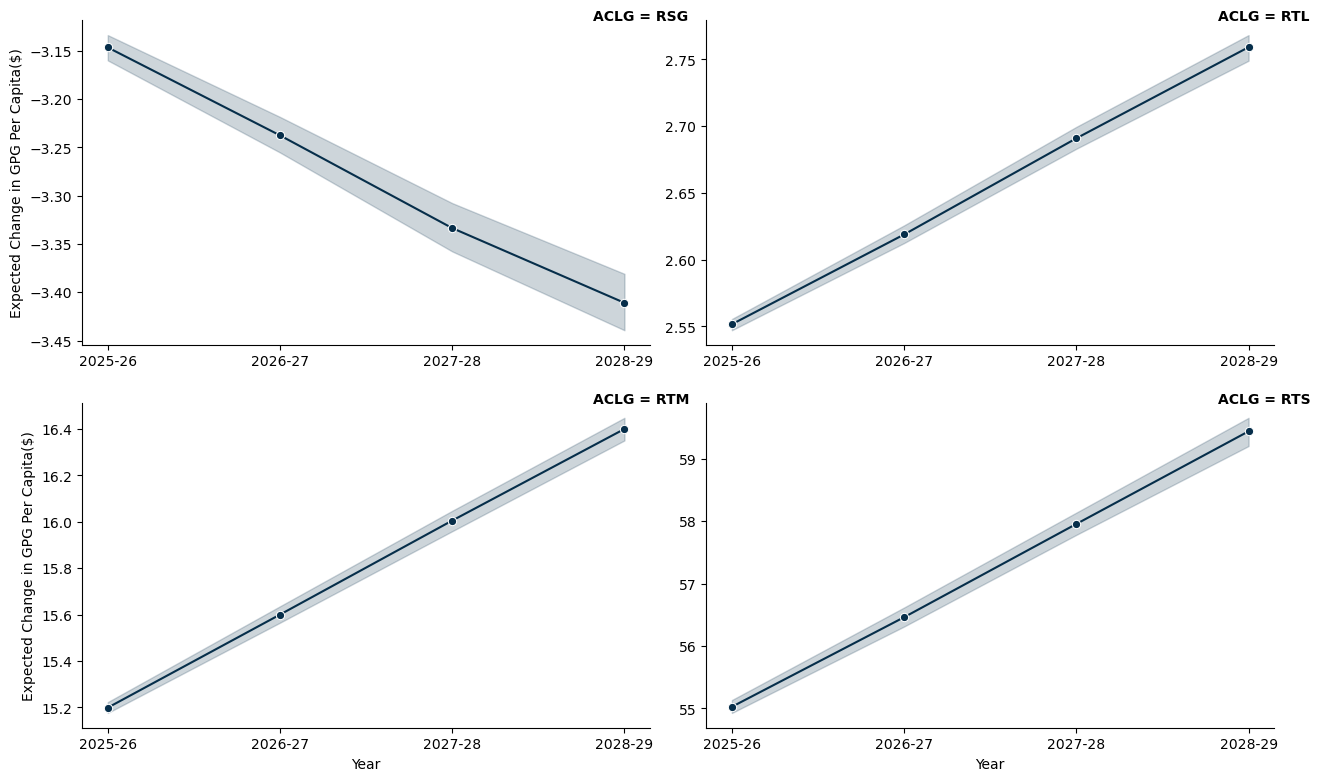 ACLG = RSG
Expected Change in GPG Per Capita($)
−3.15
−3.20
−3.25
−3.30
−3.35
−3.40
−3.45
2025-26 2026-27 2027-28 2028-29
ACLG = RTL
2.75
2.70
2.65
2.60
2.55
2025-26 2026-27 2027-28 2028-29
ACLG = RTM
Expected Change in GPG Per Capita($)
16.4
16.2
16.0
15.8
15.6
15.4
15.2
2025-26 2026-27 2027-28 2028-29
Year
ACLG = RTS
59
58
57
56
55
2025-26 2026-27 2027-28 2028-29
Year